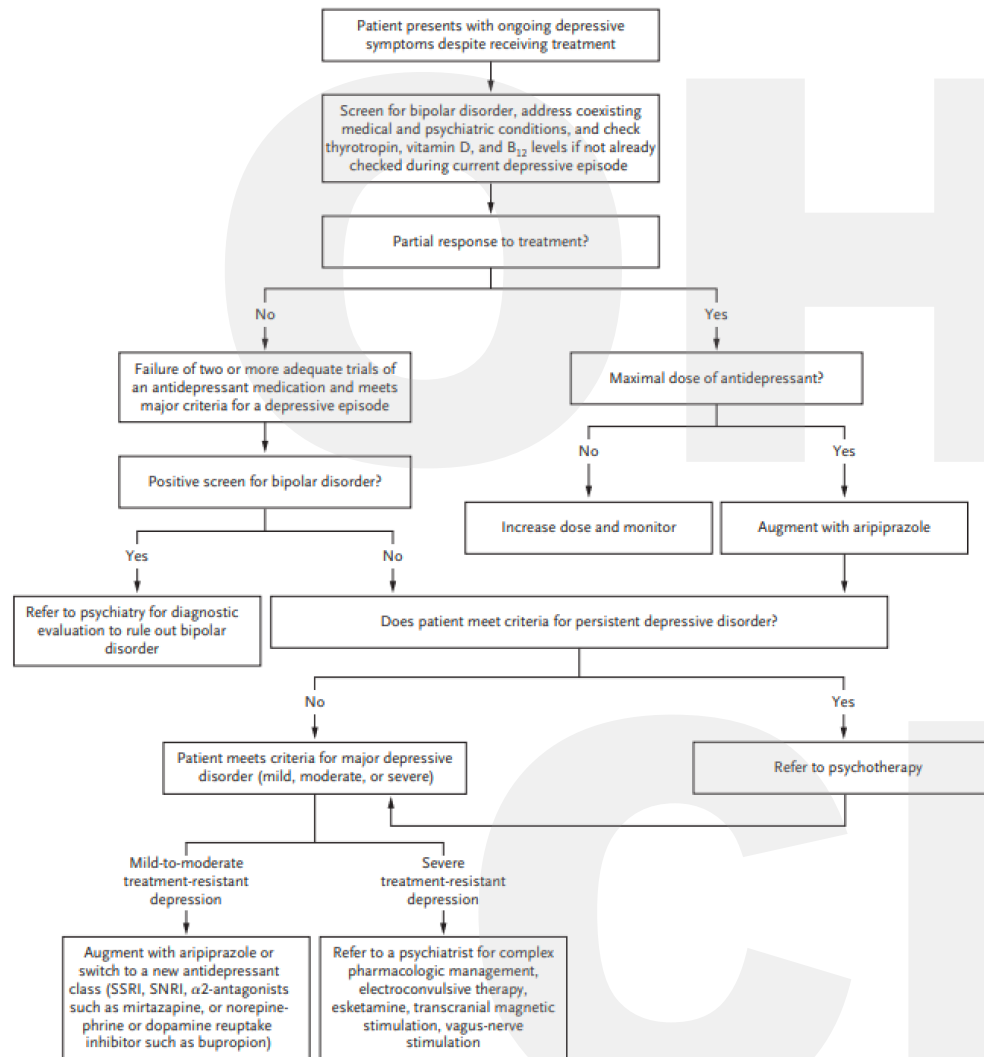 Patient presents with ongoing depressive
symptoms despite receiving treatment
Screen for bipolar disorder, address coexisting
medical and psychiatric conditions, and check
thyrotropin, vitamin D, and B₁₂ levels if not already
checked during current depressive episode
Partial response to treatment?
No
Yes
Failure of two or more adequate trials of
an antidepressant medication and meets
major criteria for a depressive episode
Maximal dose of antidepressant?
No
Yes
Positive screen for bipolar disorder?
Increase dose and monitor
Augment with aripiprazole
Yes
No
Refer to psychiatry for diagnostic
evaluation to rule out bipolar
disorder
Does patient meet criteria for persistent depressive disorder?
No
Yes
Patient meets criteria for major depressive
disorder (mild, moderate, or severe)
Refer to psychotherapy
Mild-to-moderate
treatment-resistant
depression
Severe
treatment-resistant
depression
Augment with aripiprazole or
switch to a new antidepressant
class (SSRI, SNRI, α2-antagonists
such as mirtazapine, or norepine-
phrine or dopamine reuptake
inhibitor such as bupropion)
Refer to a psychiatrist for complex
pharmacologic management,
electroconvulsive therapy,
esketamine, transcranial magnetic
stimulation, vagus-nerve
stimulation
OH